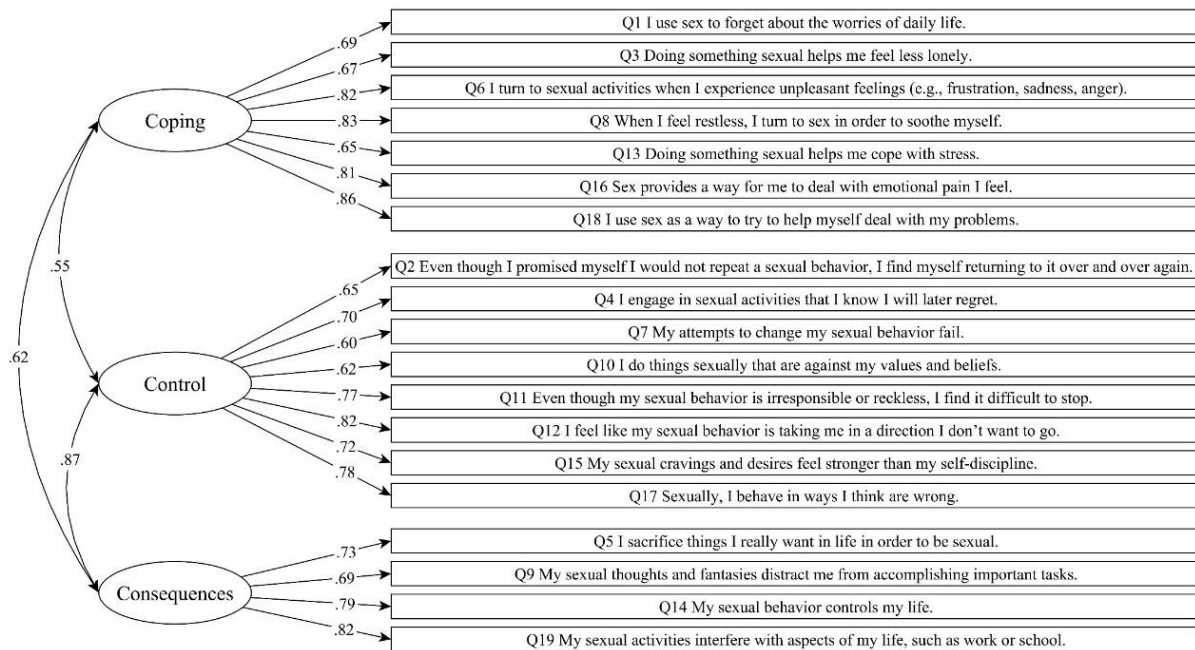 Q1 I use sex to forget about the worries of daily life.
.69
Q3 Doing something sexual helps me feel less lonely.
.67
Q6 I turn to sexual activities when I experience unpleasant feelings (e.g., frustration, sadness, anger).
.82
Coping
Q8 When I feel restless, I turn to sex in order to soothe myself.
.83
Q13 Doing something sexual helps me cope with stress.
.65
Q16 Sex provides a way for me to deal with emotional pain I feel.
.81
Q18 I use sex as a way to try to help myself deal with my problems.
.86
.55
Q2 Even though I promised myself I would not repeat a sexual behavior, I find myself returning to it over and over again.
.65
Q4 I engage in sexual activities that I know I will later regret.
.70
Q7 My attempts to change my sexual behavior fail.
.60
.62
Q10 I do things sexually that are against my values and beliefs.
.62
Control
Q11 Even though my sexual behavior is irresponsible or reckless, I find it difficult to stop.
.77
Q12 I feel like my sexual behavior is taking me in a direction I don’t want to go.
.82
Q15 My sexual cravings and desires feel stronger than my self-discipline.
.72
.87
Q17 Sexually, I behave in ways I think are wrong.
.78
Q5 I sacrifice things I really want in life in order to be sexual.
.73
Q9 My sexual thoughts and fantasies distract me from accomplishing important tasks.
.69
Consequences
Q14 My sexual behavior controls my life.
.79
Q19 My sexual activities interfere with aspects of my life, such as work or school.
.82